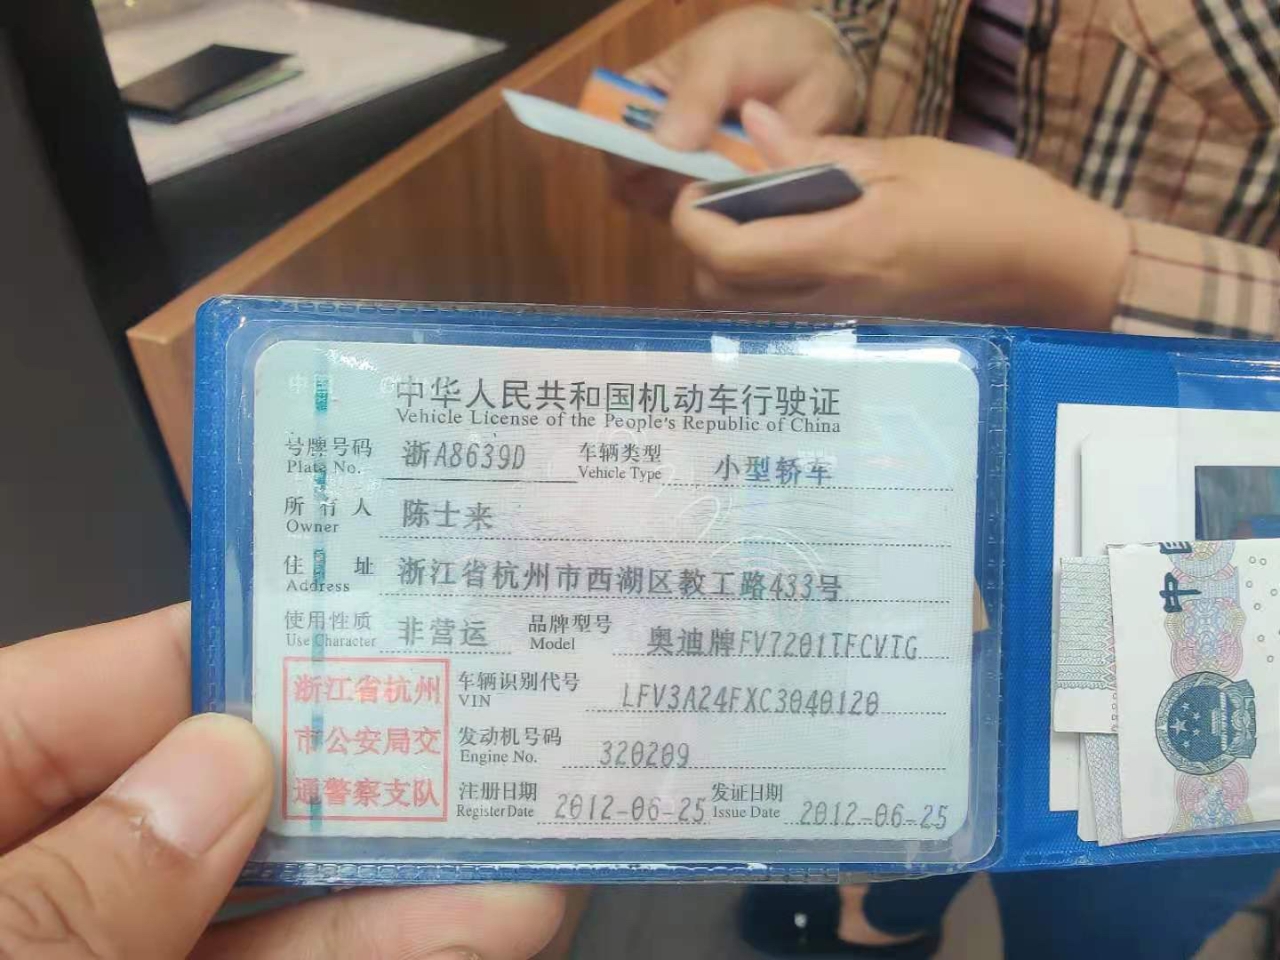 中华人民共和国机动车行驶证
Vehicle License of the People's Republic of China
号牌号码 浙A8639D 车辆类型 小型轿车
Plate No. Vehicle Type
所有人 陈士来
Owner
住址 浙江省杭州市西湖区教工路433号
Address
使用性质 非营运 品牌型号 奥迪牌FV7201TFCVTG
Use Character Model
浙江省杭州
市公安局交
通警察支队
车辆识别代号 LFV3A24FXC3040120
VIN
发动机号码 320209
Engine No.
注册日期 2012-06-25 发证日期 2012-06-25
Register Date Issue Date
中